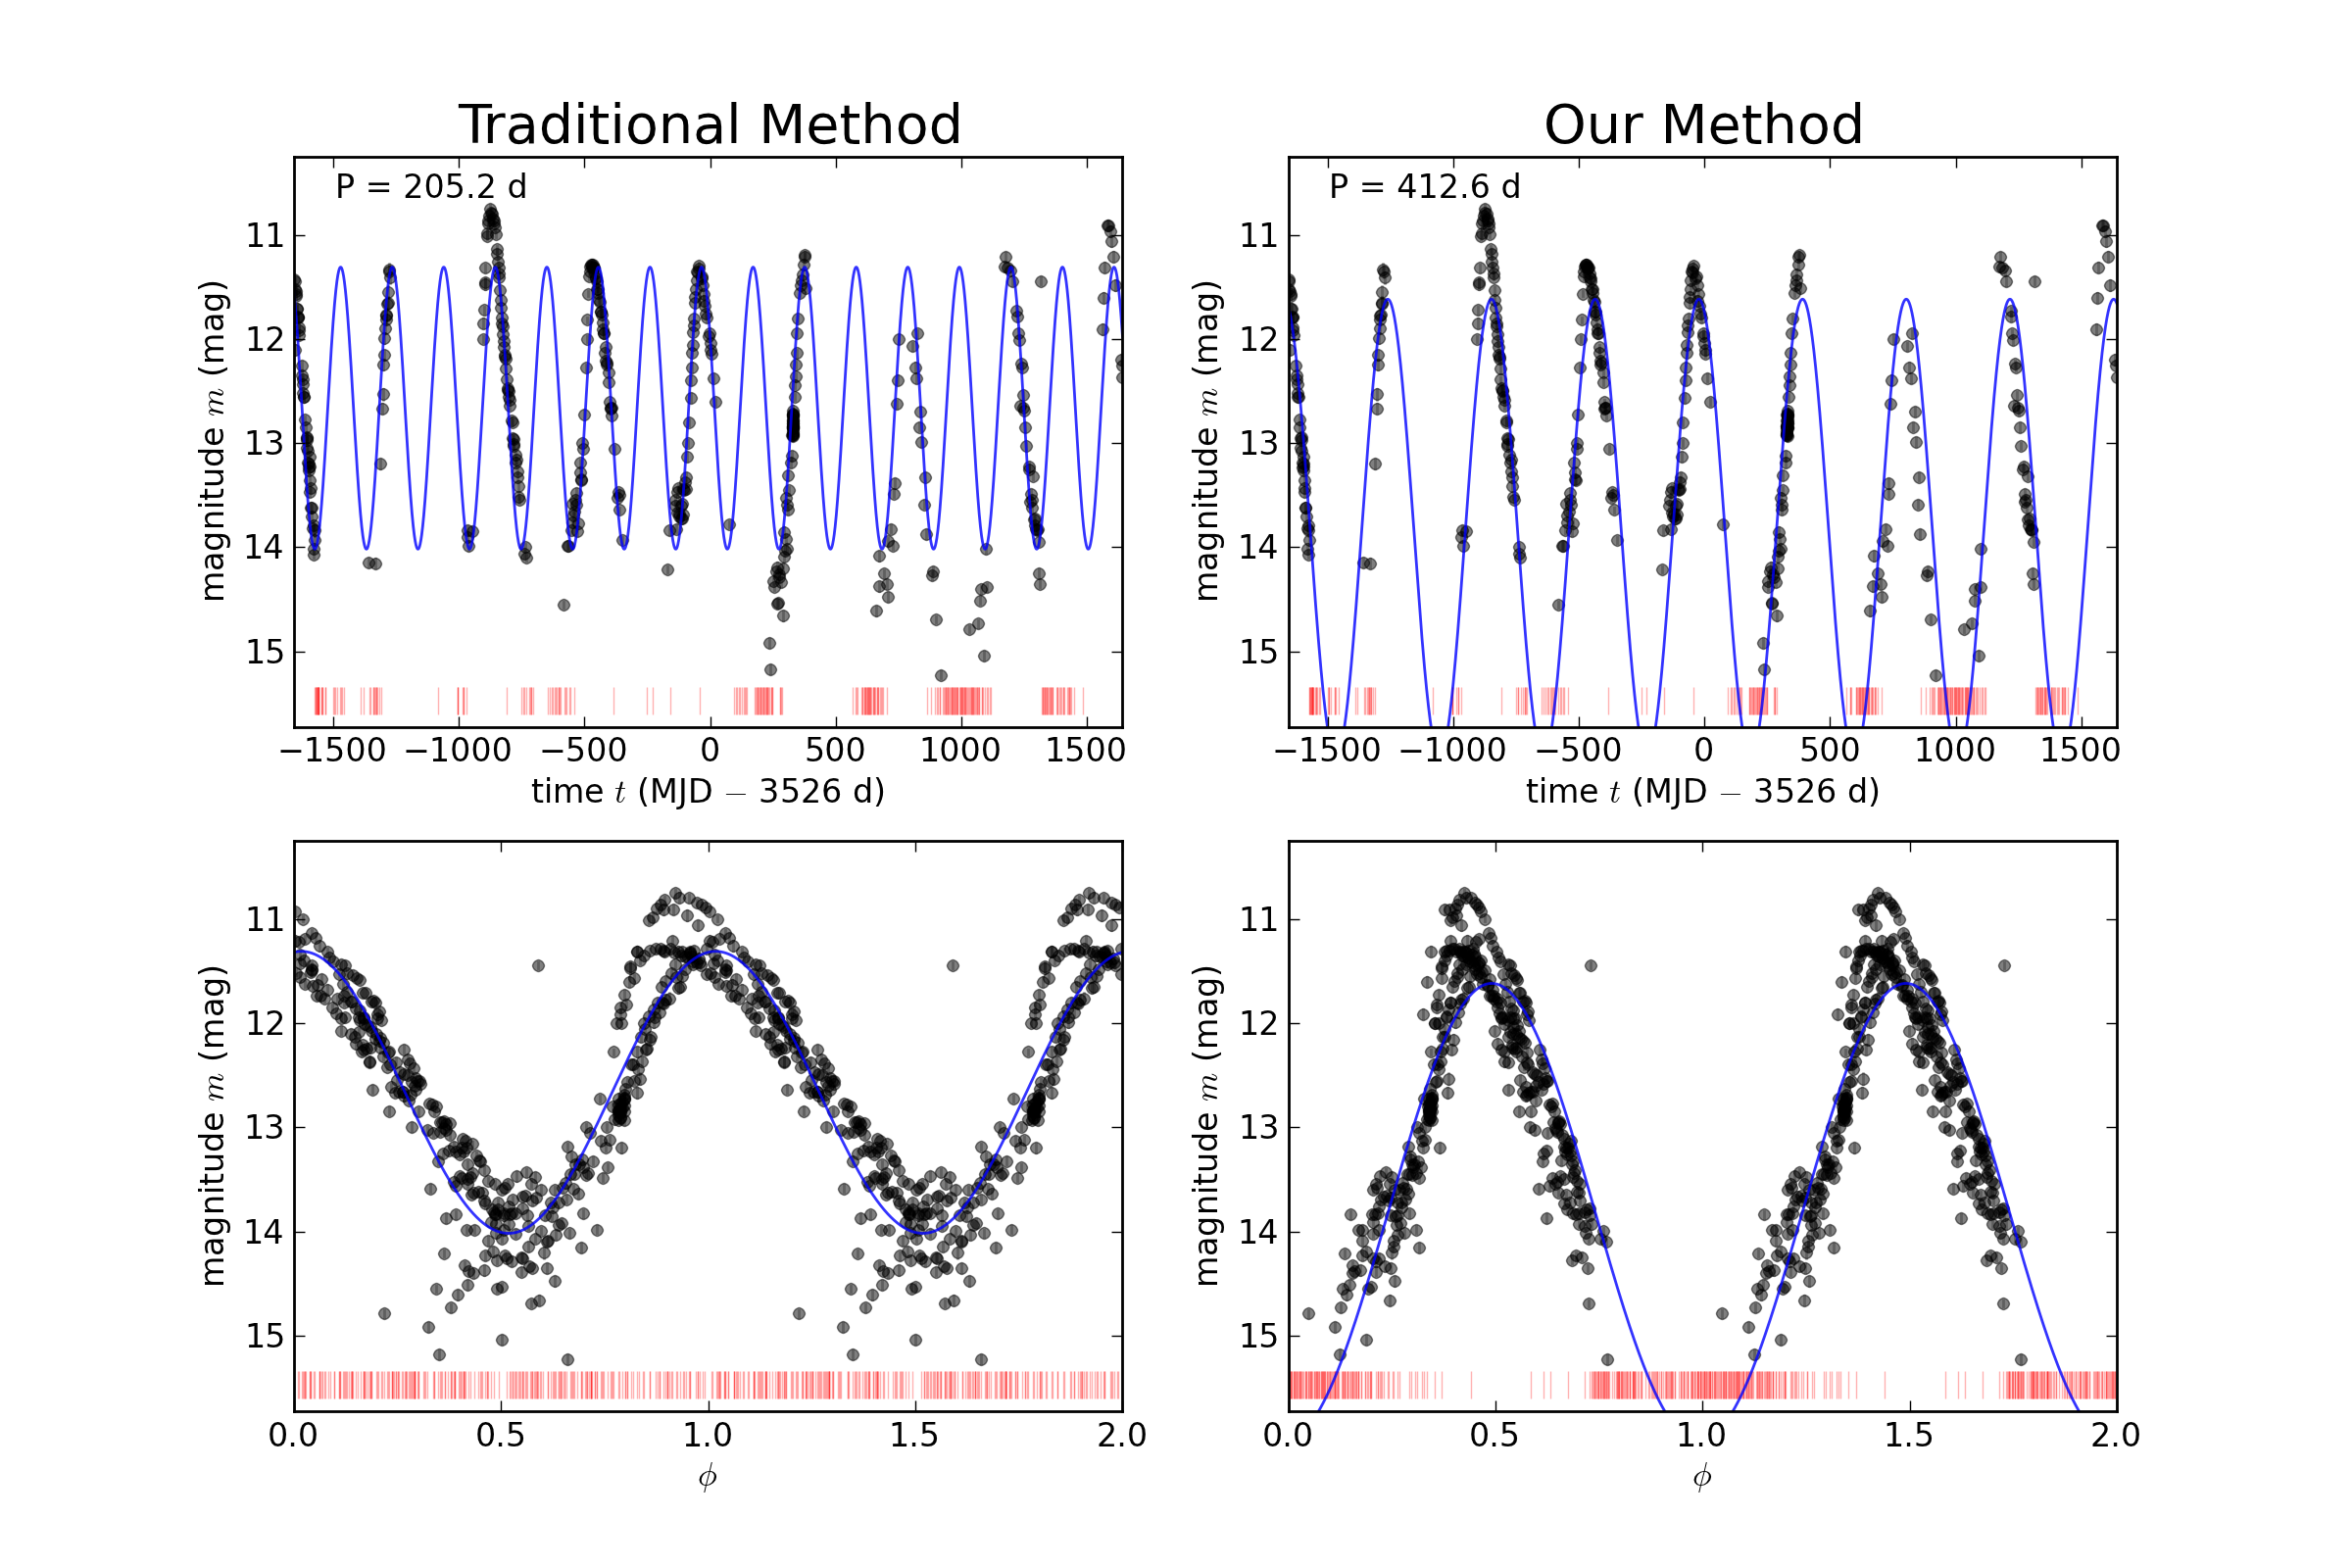 Traditional Method
Our Method
P = 205.2 d
P = 412.6 d
11
12
13
14
15
magnitude m (mag)
−1500 −1000 −500 0 500 1000 1500
time t (MJD − 3526 d)
11
12
13
14
15
magnitude m (mag)
−1500 −1000 −500 0 500 1000 1500
time t (MJD − 3526 d)
11
12
13
14
15
magnitude m (mag)
0.0 0.5 1.0 1.5 2.0
ϕ
11
12
13
14
15
magnitude m (mag)
0.0 0.5 1.0 1.5 2.0
ϕ